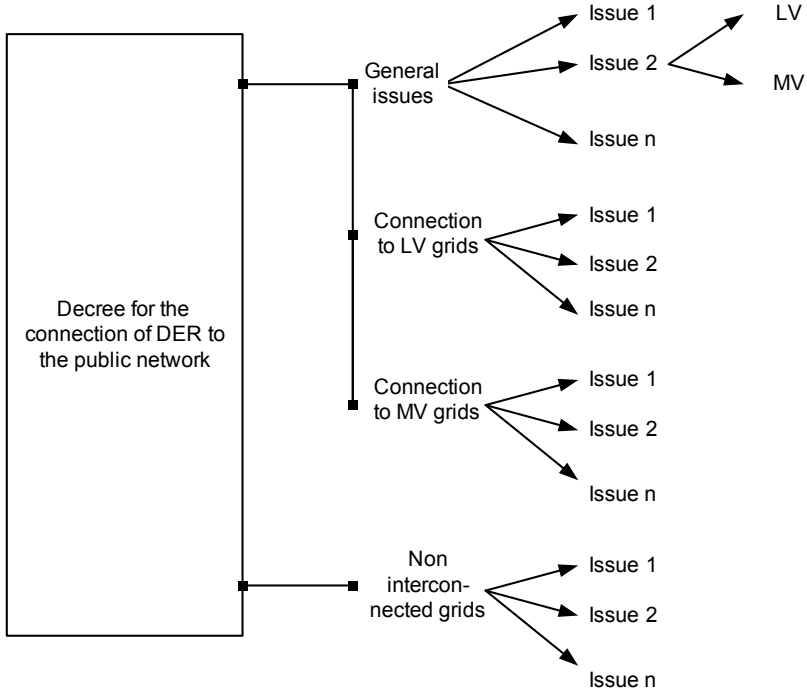 Decree for the
connection of DER to
the public network
General
issues
Issue 1
Issue 2
Issue n
LV
MV
Connection
to LV grids
Issue 1
Issue 2
Issue n
Connection
to MV grids
Issue 1
Issue 2
Issue n
Non
intercon-
nected grids
Issue 1
Issue 2
Issue n